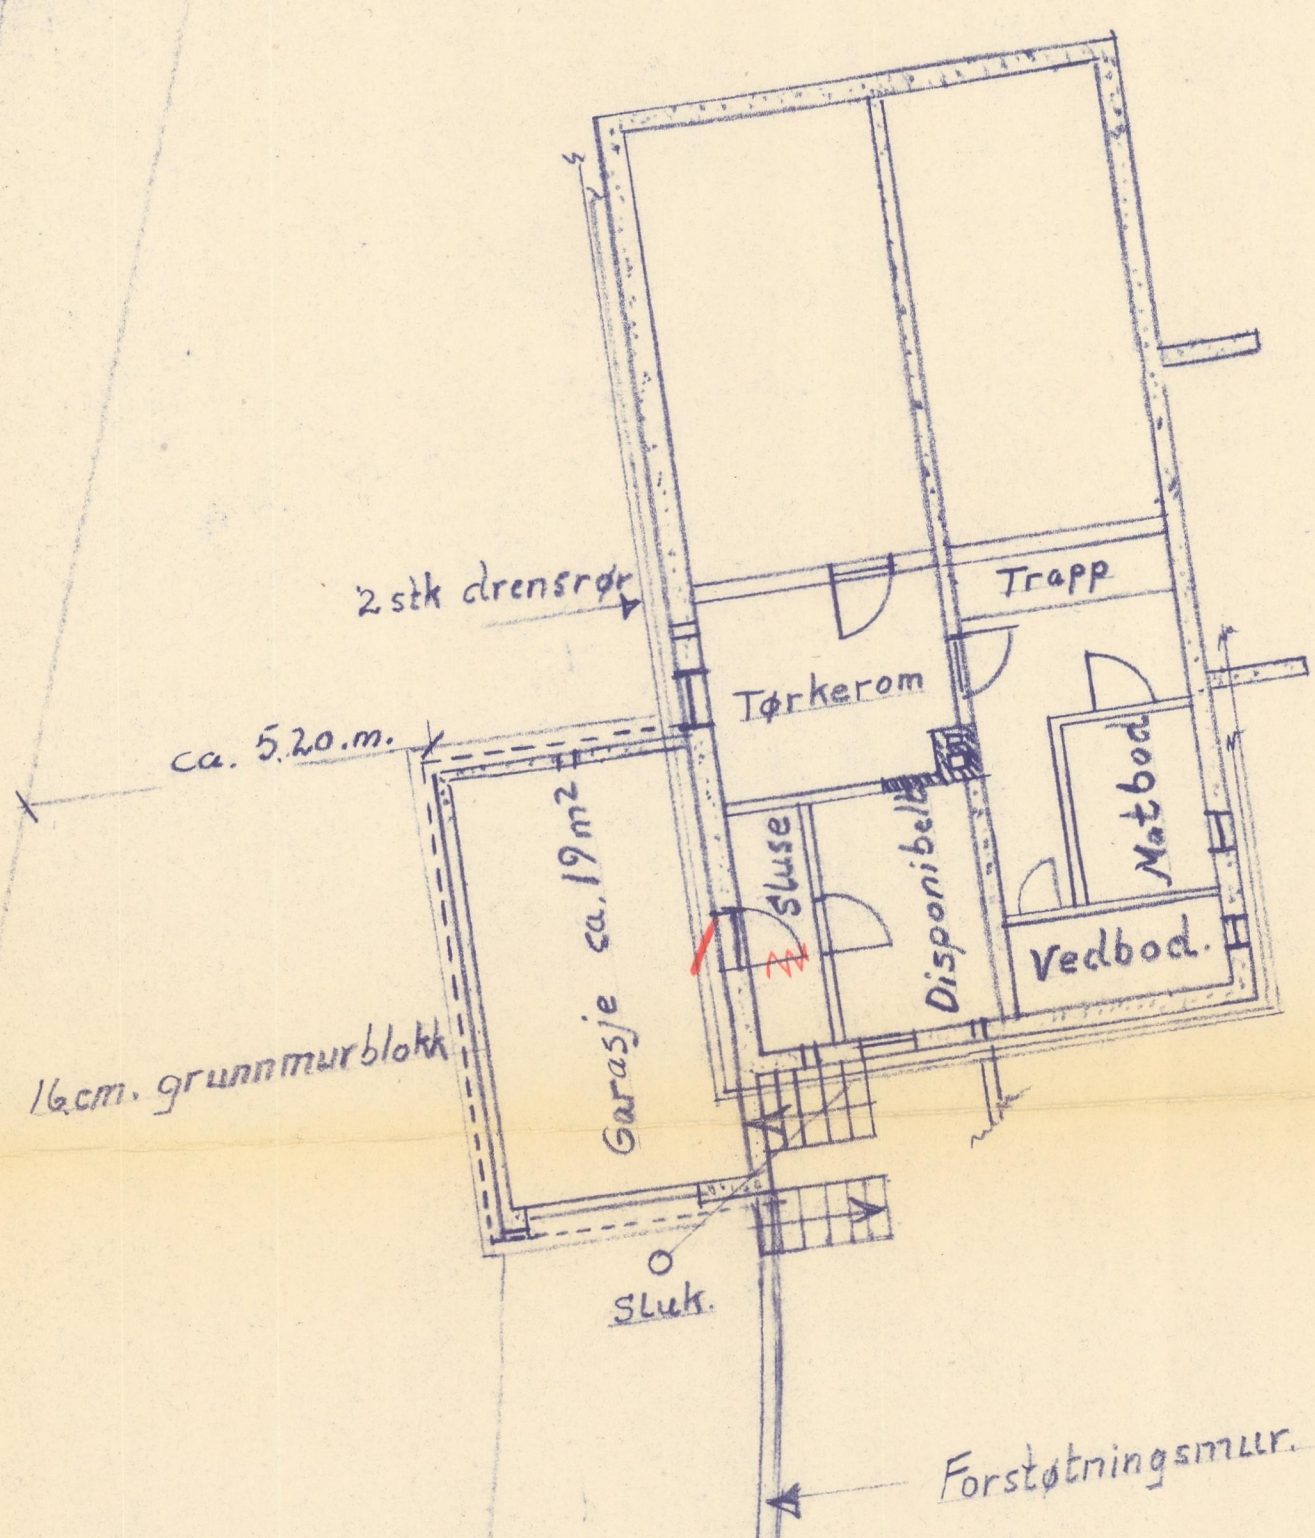 2 stk drensrør
Trapp
Tørkerom
ca. 5.20.m.
Matbod
Sluse
Disponibelt
Garasje ca. 19 m²
Vedbod.
16.cm. grunnmurblokk
Sluk.
Forstøtningsmur.